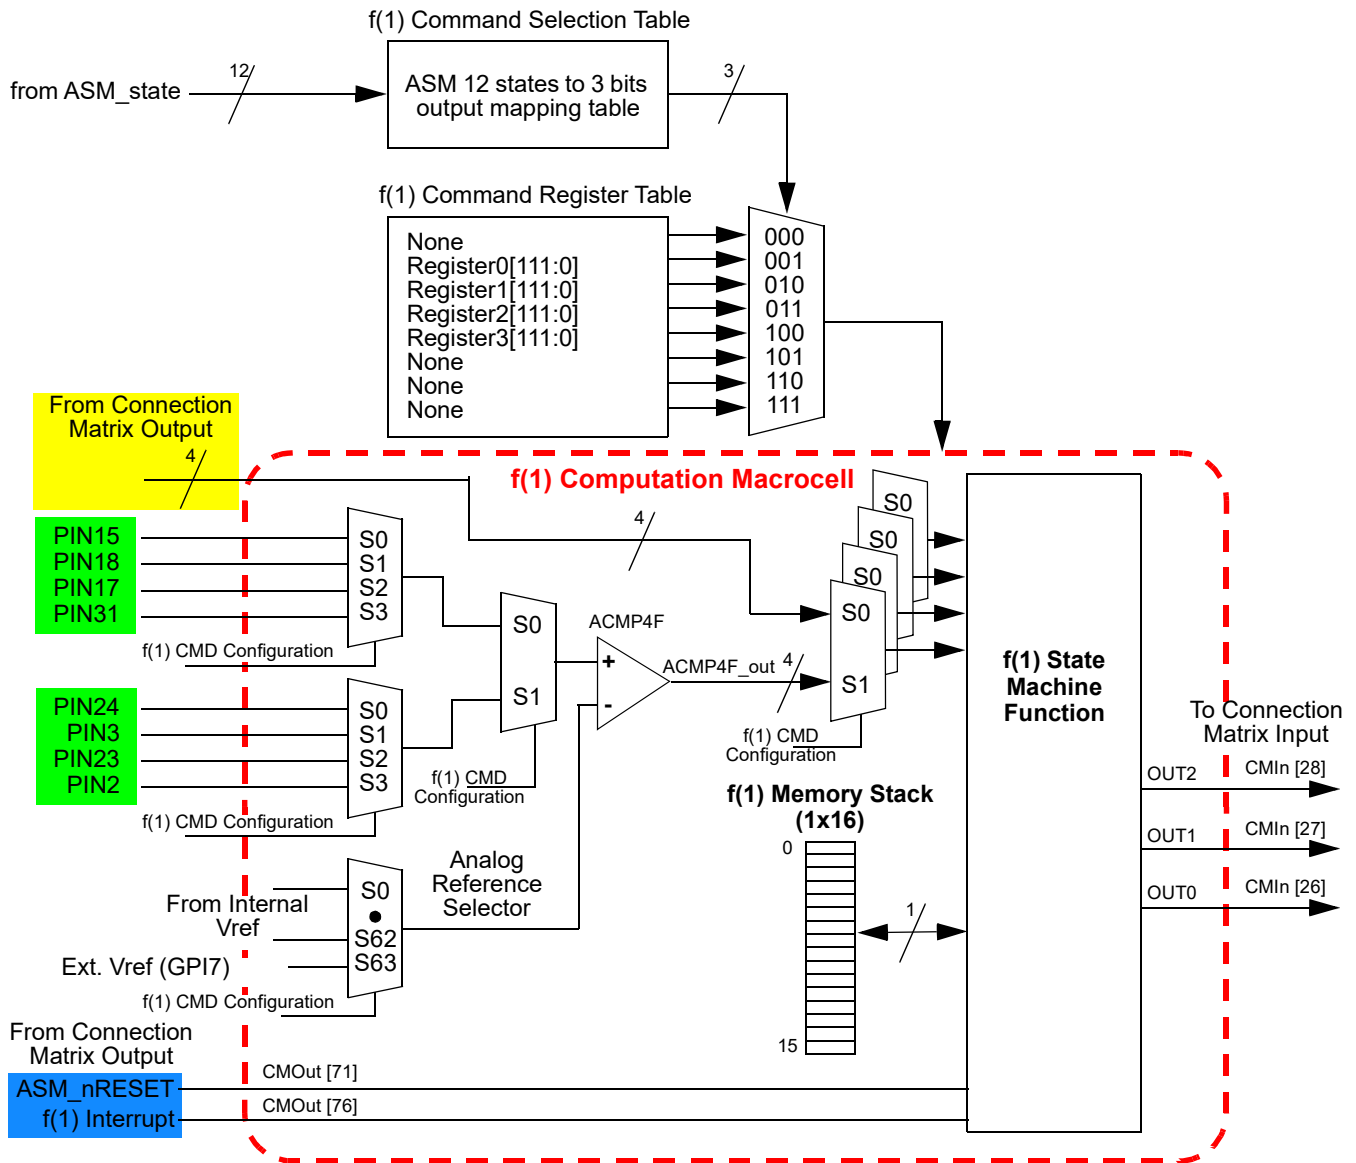 f(1) Command Selection Table
from ASM_state
12
ASM 12 states to 3 bits
output mapping table
3
f(1) Command Register Table
None
Register0[111:0]
Register1[111:0]
Register2[111:0]
Register3[111:0]
None
None
None
000
001
010
011
100
101
110
111
From Connection
Matrix Output
4
f(1) Computation Macrocell
4
PIN15
PIN18
PIN17
PIN31
S0
S1
S2
S3
f(1) CMD Configuration
PIN24
PIN3
PIN23
PIN2
S0
S1
S2
S3
f(1) CMD Configuration
S0
S1
f(1) CMD
Configuration
ACMP4F
+
-
ACMP4F_out
4
S0
S0
S0
S0
S1
f(1) CMD
Configuration
f(1) State
Machine
Function
f(1) Memory Stack
(1x16)
0
15
1
Analog
Reference
Selector
From Internal
Vref
Ext. Vref (GPI7)
S0
S62
S63
f(1) CMD Configuration
From Connection
Matrix Output
ASM_nRESET
f(1) Interrupt
CMOut [71]
CMOut [76]
To Connection
Matrix Input
OUT2
CMIn [28]
OUT1
CMIn [27]
OUT0
CMIn [26]